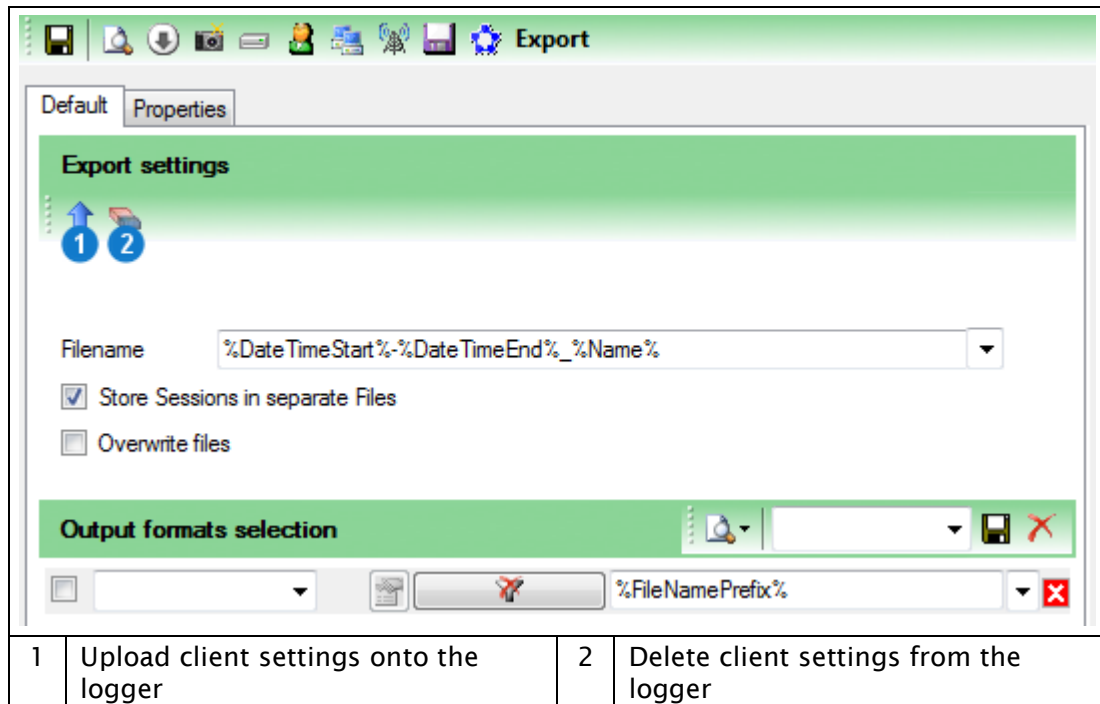 Export
Default Properties
Export settings
1 2
Filename %DateTimeStart%-%DateTimeEnd%_%Name%
Store Sessions in separate Files
Overwrite files
Output formats selection
%FileNamePrefix%
1 Upload client settings onto the logger 2 Delete client settings from the logger